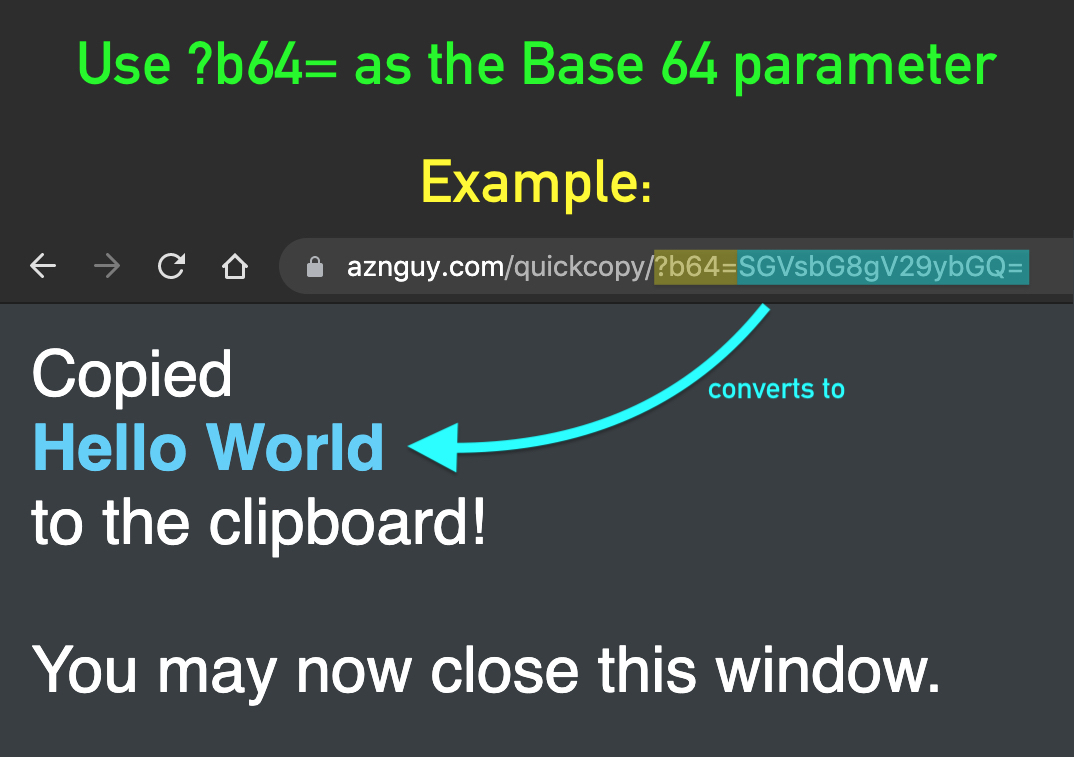 Use ?b64= as the Base 64 parameter
Example:
aznguy.com/quickcopy/?b64=SGVsbG8gV29ybGQ=
converts to
Copied
Hello World
to the clipboard!
You may now close this window.